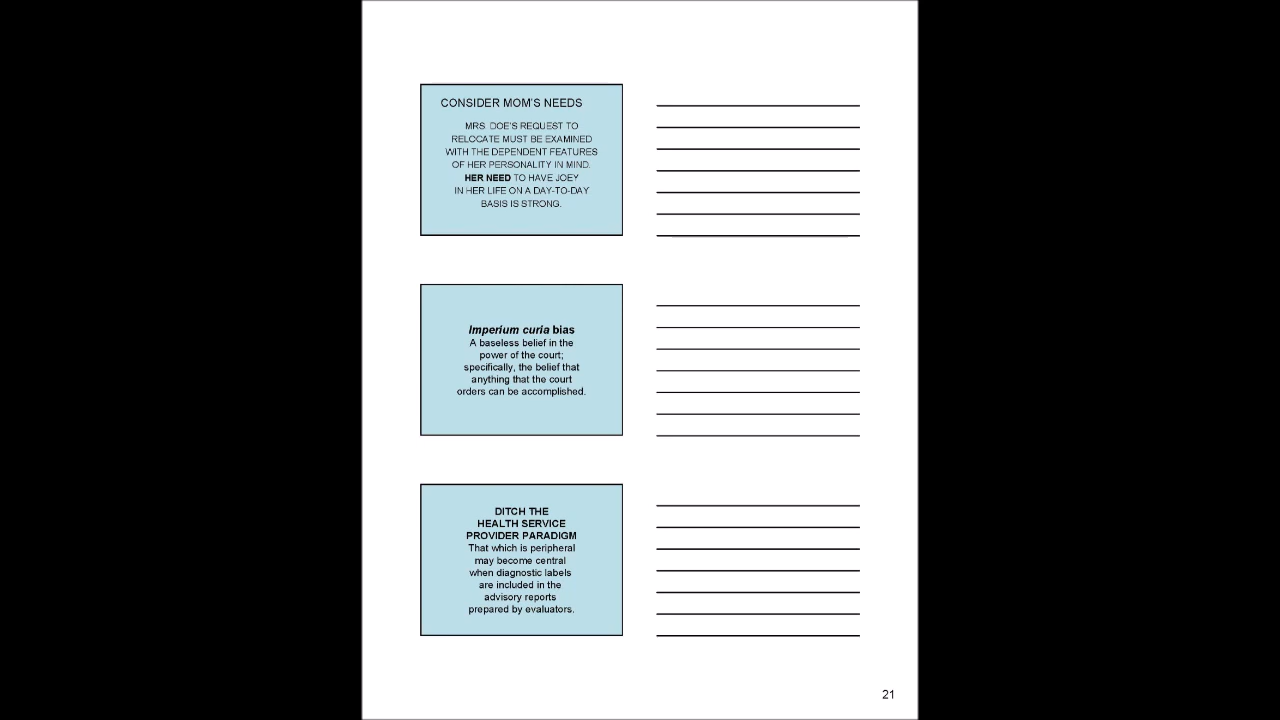 CONSIDER MOM'S NEEDS
MRS. DOE'S REQUEST TO
RELOCATE MUST BE EXAMINED
WITH THE DEPENDENT FEATURES
OF HER PERSONALITY IN MIND.
HER NEED TO HAVE JOEY
IN HER LIFE ON A DAY-TO-DAY
BASIS IS STRONG.
Imperium curia bias
A baseless belief in the
power of the court;
specifically, the belief that
anything that the court
orders can be accomplished.
DITCH THE
HEALTH SERVICE
PROVIDER PARADIGM
That which is peripheral
may become central
when diagnostic labels
are included in the
advisory reports
prepared by evaluators.
21